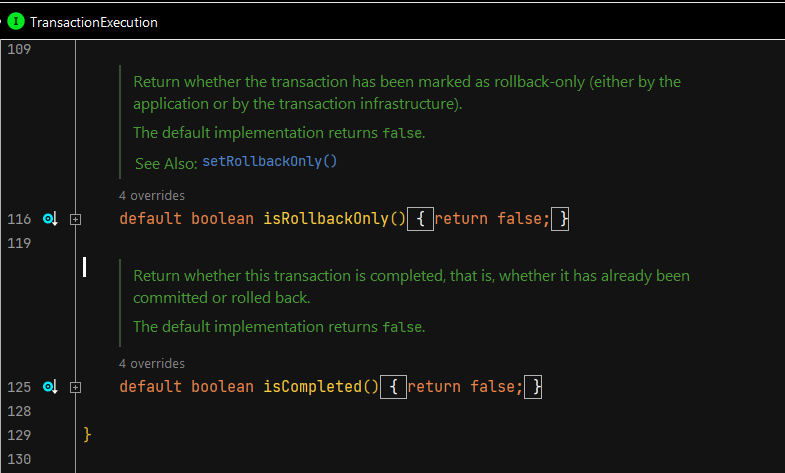 I TransactionExecution
109
Return whether the transaction has been marked as rollback-only (either by the
application or by the transaction infrastructure).
The default implementation returns false.
See Also: setRollbackOnly()
4 overrides
116 default boolean isRollbackOnly() { return false; }
119
Return whether this transaction is completed, that is, whether it has already been
committed or rolled back.
The default implementation returns false.
4 overrides
125 default boolean isCompleted() { return false; }
128
129 }
130